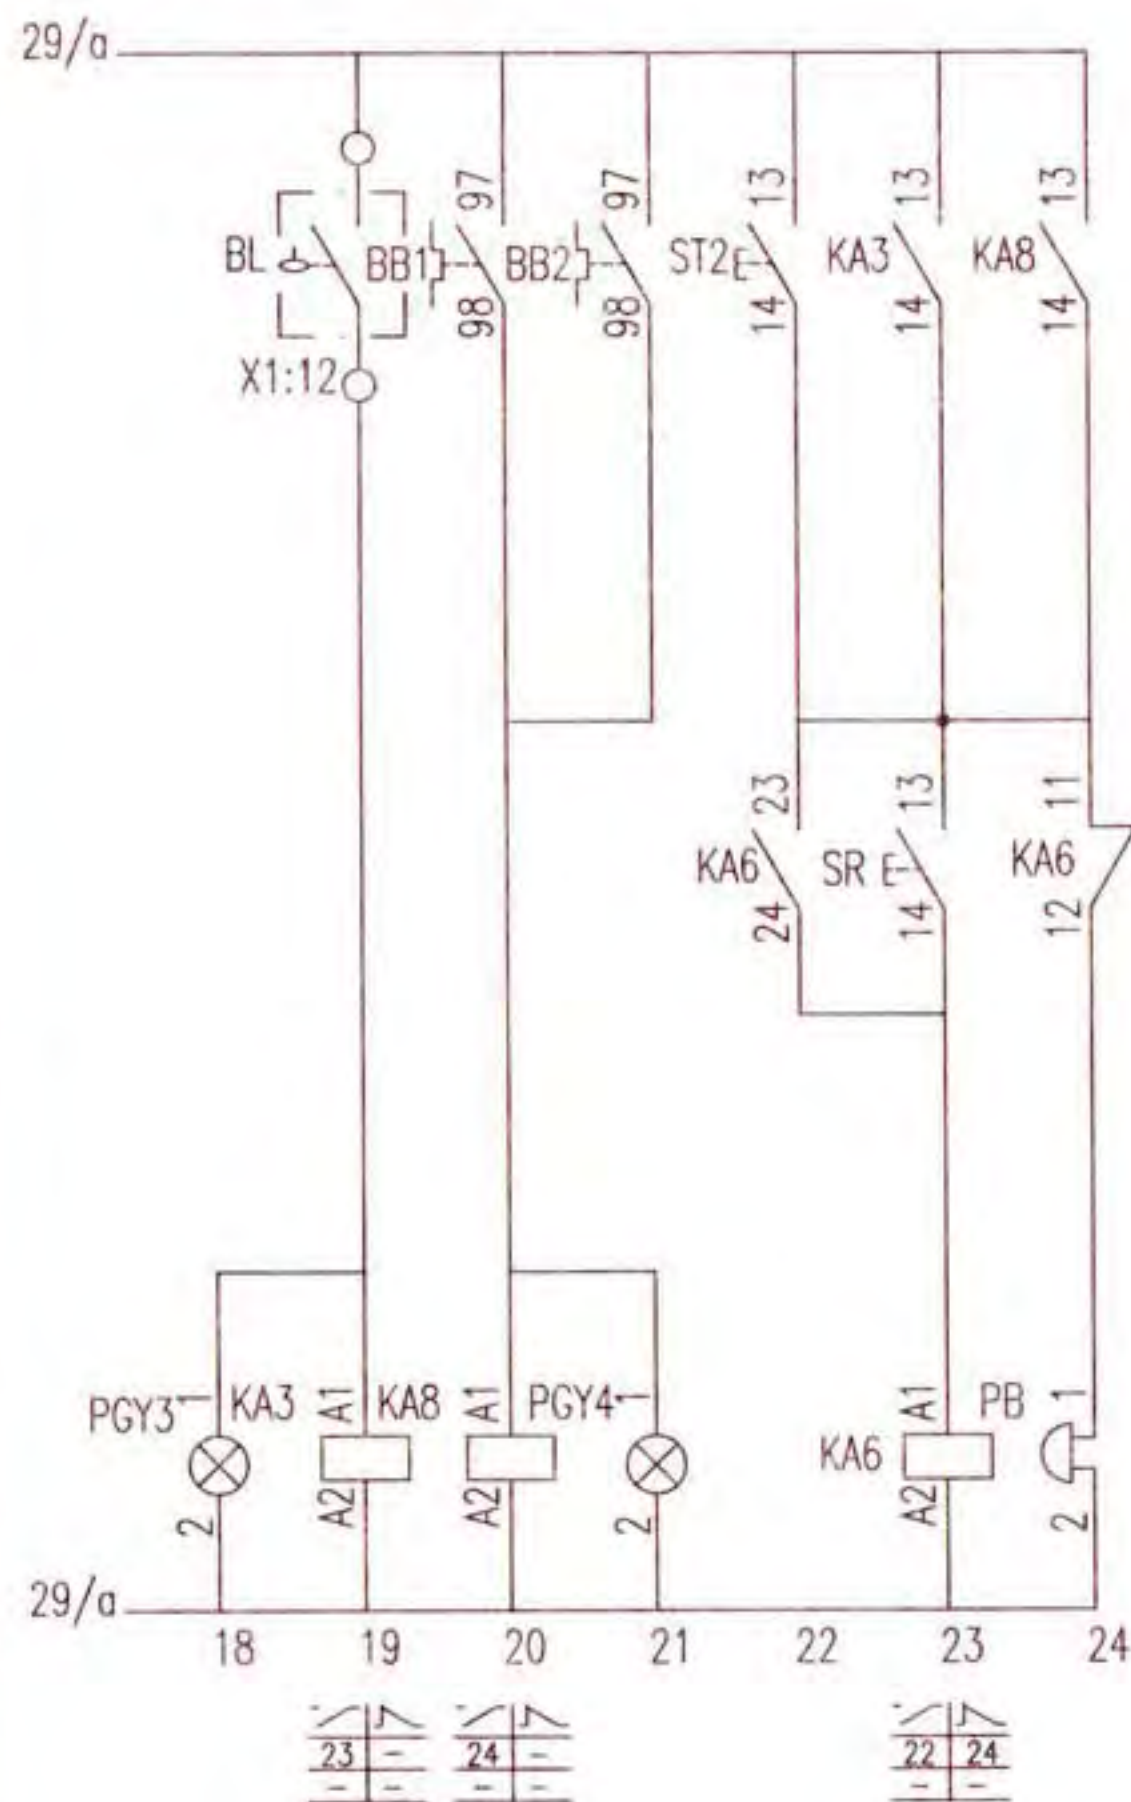 29/a
97 97 13 13 13
BL BB1 BB2 ST2 KA3 KA8
98 98 14 14 14
X1:12
23 13 11
KA6 SR KA6
24 14 12
PGY3 1 KA3 A1 KA8 A1 PGY4 1 A1 PB 1
KA6
2 A2 A2 2 A2 2
29/a
18 19 20 21 22 23 24
23 - 24 - 22 24
- - - - - -